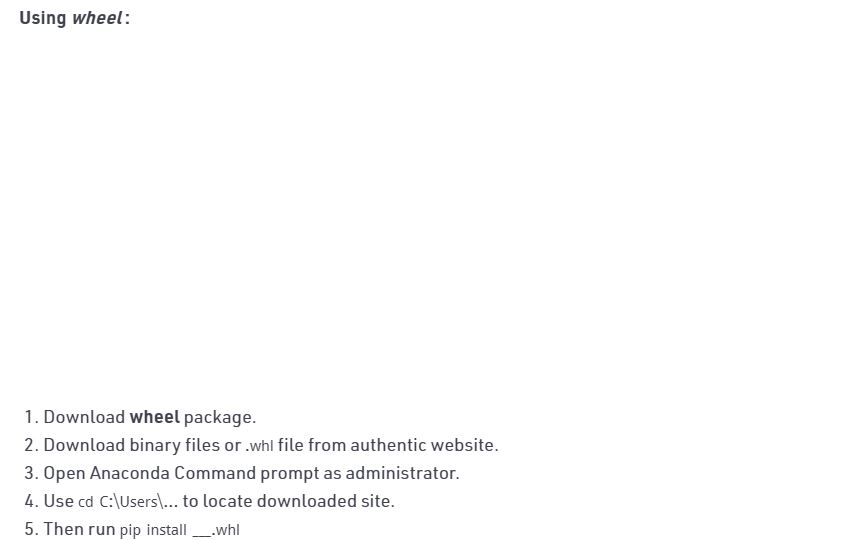 Using wheel:
1. Download wheel package.
2. Download binary files or .whl file from authentic website.
3. Open Anaconda Command prompt as administrator.
4. Use cd C:\Users\... to locate downloaded site.
5. Then run pip install ___.whl